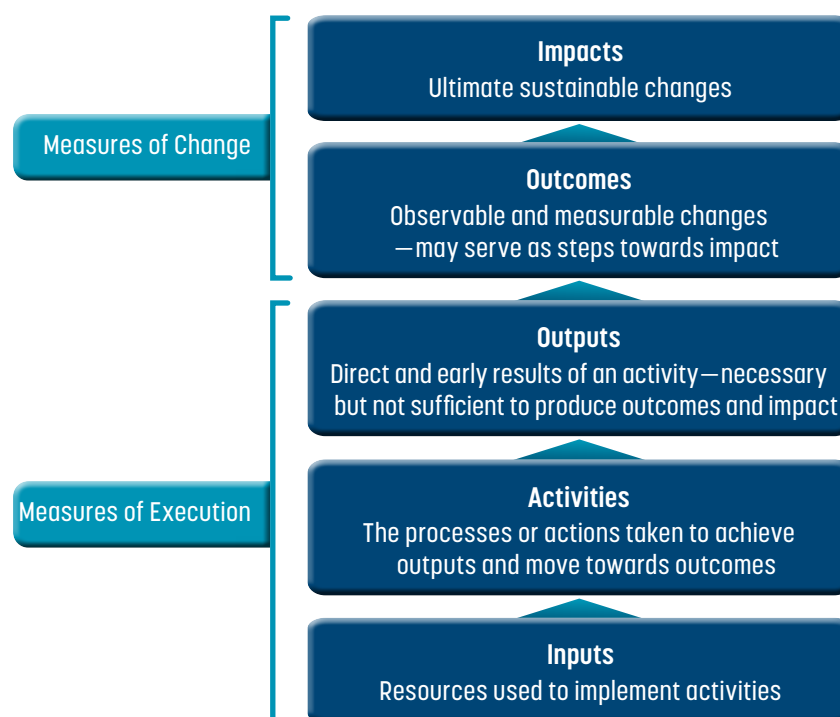 Impacts
Ultimate sustainable changes
Measures of Change
Outcomes
Observable and measurable changes
—may serve as steps towards impact
Outputs
Direct and early results of an activity—necessary
but not sufficient to produce outcomes and impact
Measures of Execution
Activities
The processes or actions taken to achieve
outputs and move towards outcomes
Inputs
Resources used to implement activities